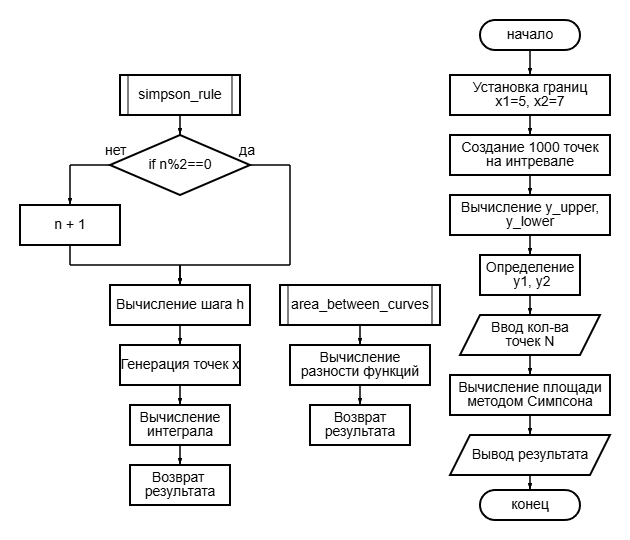 simpson_rule
нет
да
if n%2==0
n + 1
Вычисление шага h
Генерация точек x
Вычисление
интеграла
Возврат
результата
area_between_curves
Вычисление
разности функций
Возврат
результата
начало
Установка границ
x1=5, x2=7
Создание 1000 точек
на интревале
Вычисление y_upper,
y_lower
Определение
y1, y2
Ввод кол-ва
точек N
Вычисление площади
методом Симпсона
Вывод результата
конец